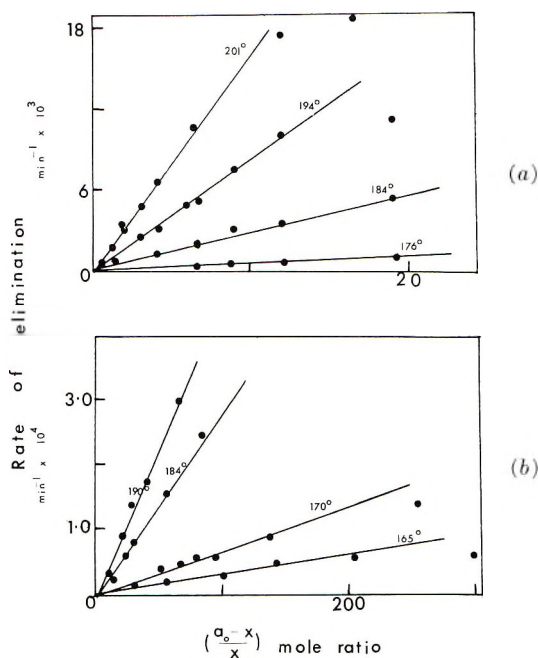 18
6
0
201°
194°
184°
176°
20
(a)
Rate of elimination
min⁻¹ × 10³
min⁻¹ × 10⁴
3·0
1·0
0
190°
184°
170°
165°
200
(b)
(a₀ - x / x) mole ratio